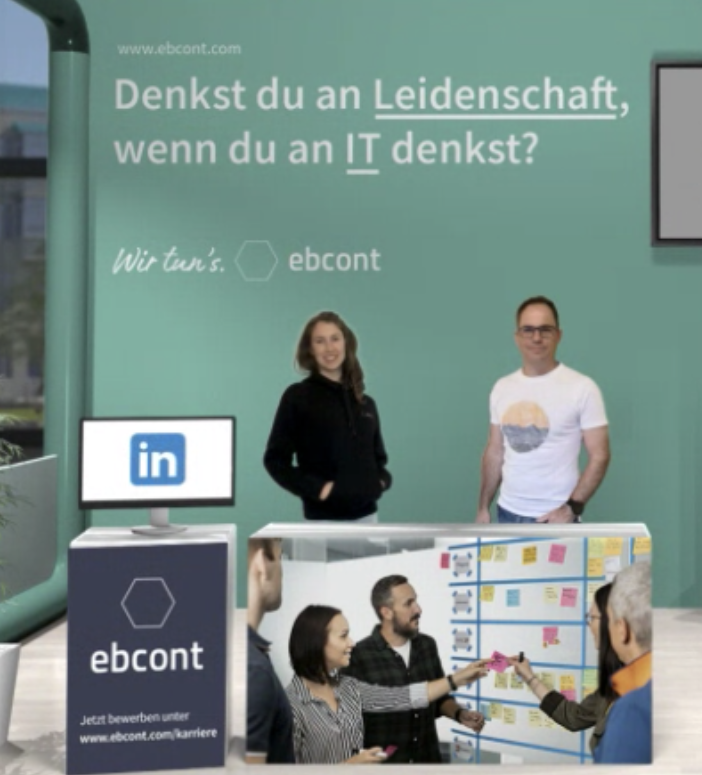 www.ebcont.com
Denkst du an Leidenschaft,
wenn du an IT denkst?
Wir tun's. ebcont
in
ebcont
Jetzt bewerben unter
www.ebcont.com/karriere